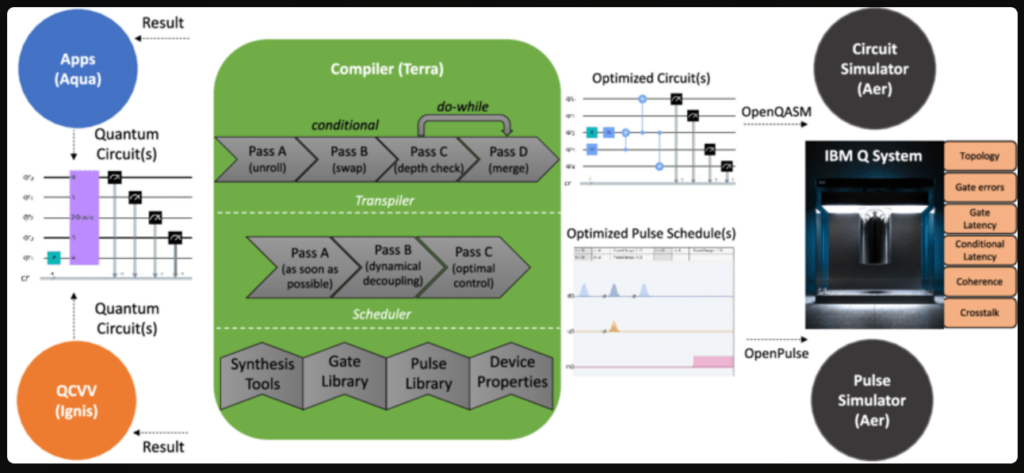 Result
Apps
(Aqua)
Quantum
Circuit(s)
Quantum
Circuit(s)
QCVV
(Ignis)
Result
Compiler (Terra)
do-while
conditional
Pass A
(unroll)
Pass B
(swap)
Pass C
(depth check)
Pass D
(merge)
Transpiler
Pass A
(as soon as
possible)
Pass B
(dynamical
decoupling)
Pass C
(optimal
control)
Scheduler
Synthesis
Tools
Gate
Library
Pulse
Library
Device
Properties
Optimized Circuit(s)
OpenQASM
Optimized Pulse Schedule(s)
OpenPulse
Circuit
Simulator
(Aer)
IBM Q System
Topology
Gate errors
Gate
Latency
Conditional
Latency
Coherence
Crosstalk
Pulse
Simulator
(Aer)